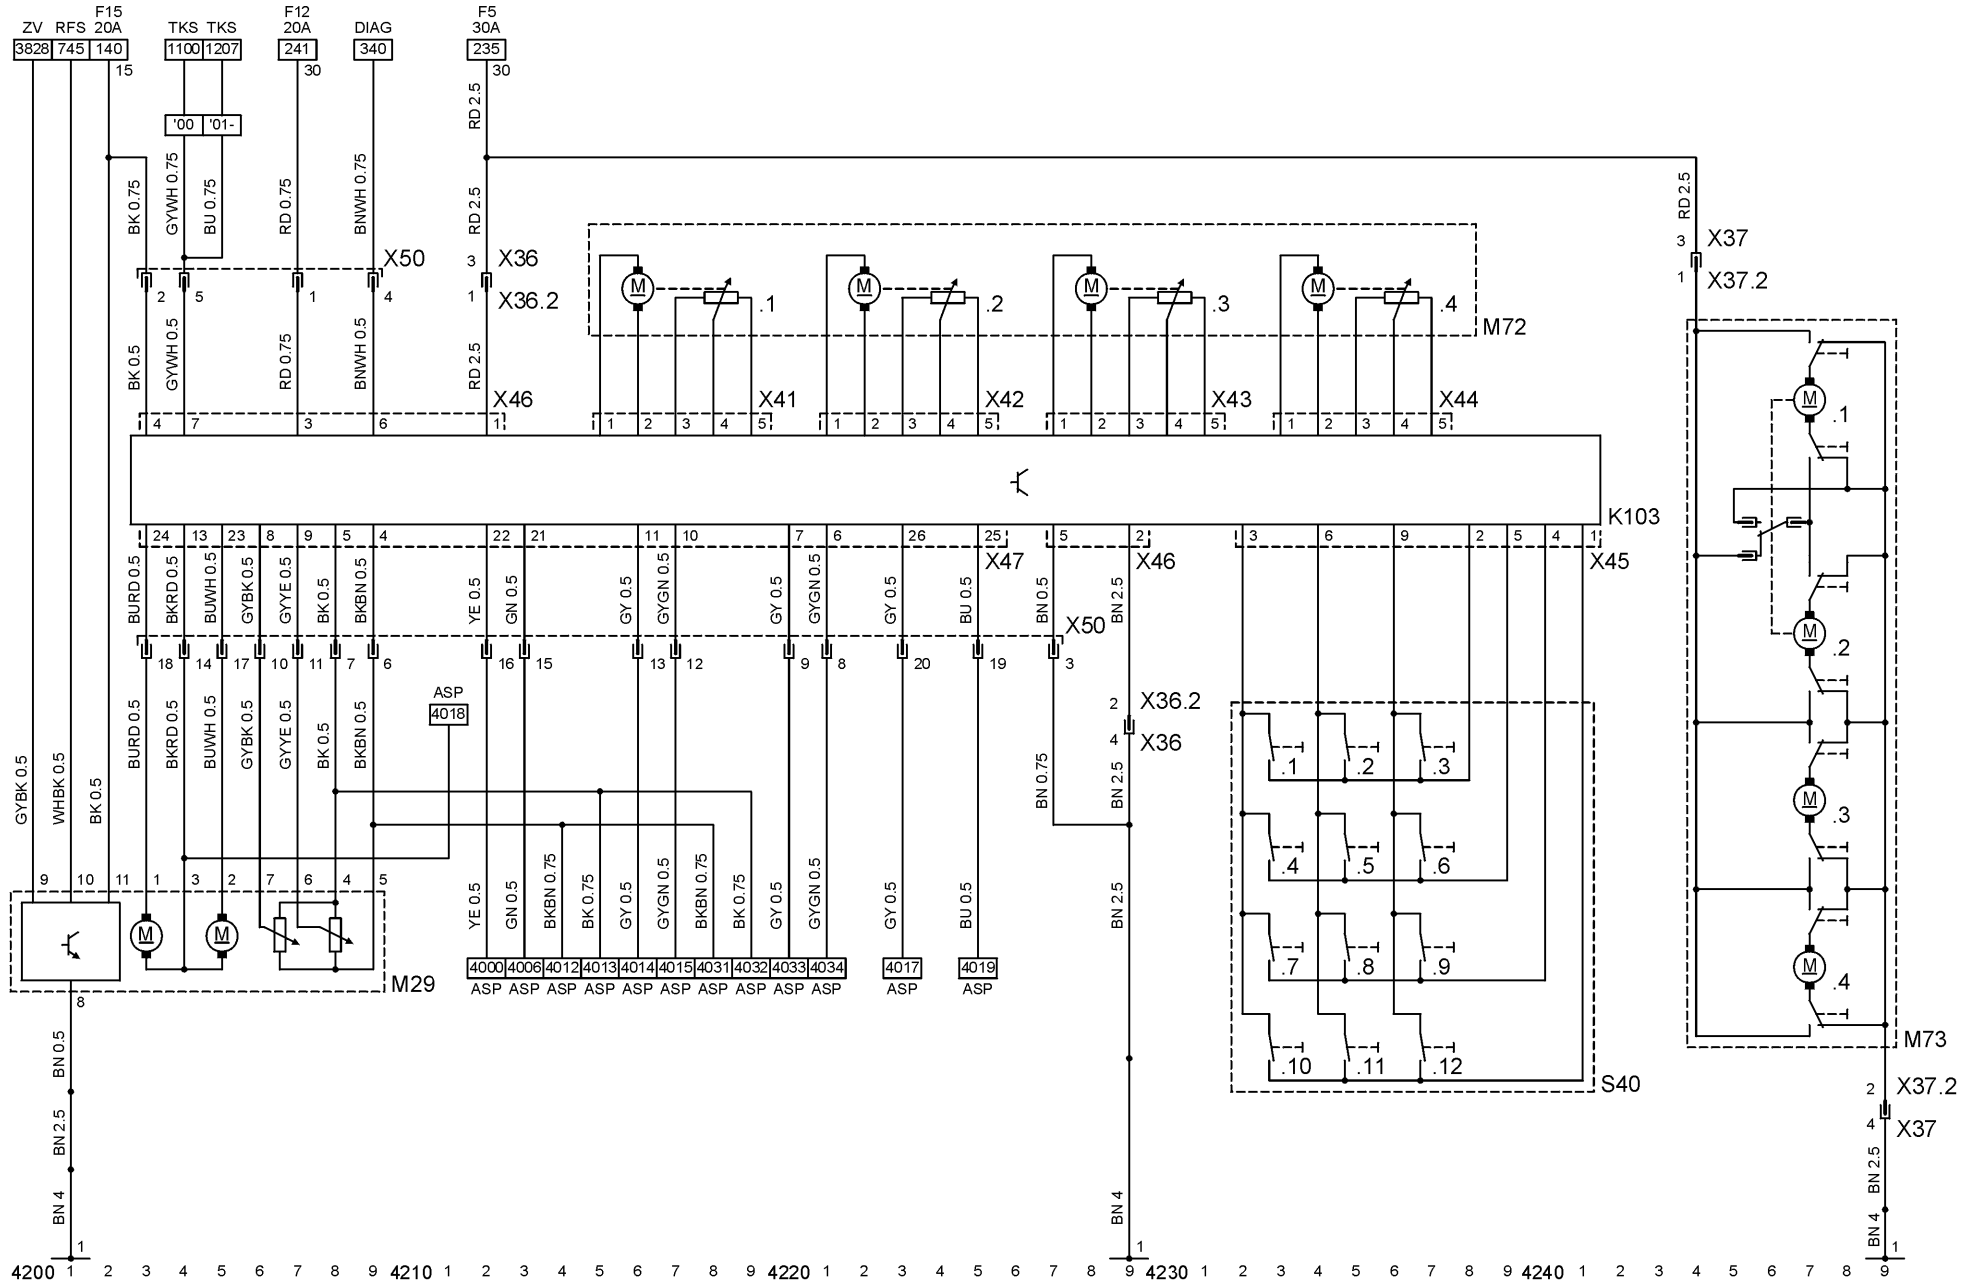 F15 F12 F5
ZV RFS 20A TKS TKS 20A DIAG 30A
3828 745 140 1100 1207 241 340 235
15 30 30
'00 '01-
RD 2.5
BK 0.75 GYWH 0.75 BU 0.75 RD 0.75 BNWH 0.75 RD 2.5 RD 2.5
X50 3 X36 3 X37
2 5 1 4 1 X36.2 1 X37.2
M M M M
.1 .2 .3 .4
M72
BK 0.5 GYWH 0.5 RD 0.75 BNWH 0.5 RD 2.5
X46 X41 X42 X43 X44
4 7 3 6 1 1 2 3 4 5 1 2 3 4 5 1 2 3 4 5 1 2 3 4 5
K103
24 13 23 8 9 5 4 22 21 11 10 7 6 26 25 5 2 3 6 9 2 5 4 1
X47 X46 X45
BURD 0.5 BKRD 0.5 BUWH 0.5 GYBK 0.5 GYYE 0.5 BK 0.5 BKBN 0.5 YE 0.5 GN 0.5 GY 0.5 GYGN 0.5 GY 0.5 GYGN 0.5 GY 0.5 BU 0.5 BN 0.5 BN 2.5
X50
18 14 17 10 11 7 6 16 15 13 12 9 8 20 19 3
ASP
4018
2 X36.2
4 X36
BURD 0.5 BKRD 0.5 BUWH 0.5 GYBK 0.5 GYYE 0.5 BK 0.5 BKBN 0.5
GYBK 0.5 WHBK 0.5 BK 0.5
BN 0.75 BN 2.5
9 10 11 1 3 2 7 6 4 5
YE 0.5 GN 0.5 BKBN 0.75 BK 0.75 GY 0.5 GYGN 0.5 BKBN 0.75 BK 0.75 GY 0.5 GYGN 0.5 GY 0.5 BU 0.5 BN 2.5
M M
4000 4006 4012 4013 4014 4015 4031 4032 4033 4034 4017 4019
ASP ASP ASP ASP ASP ASP ASP ASP ASP ASP ASP ASP
M29
8
BN 0.5
BN 2.5
BN 4
1
BN 4
1
.1 .2 .3
.4 .5 .6
.7 .8 .9
.10 .11 .12
S40
M .1
M .2
M .3
M .4
M73
2 X37.2
4 X37
BN 2.5
BN 4
1
4200 1 2 3 4 5 6 7 8 9 4210 1 2 3 4 5 6 7 8 9 4220 1 2 3 4 5 6 7 8 9 4230 1 2 3 4 5 6 7 8 9 4240 1 2 3 4 5 6 7 8 9